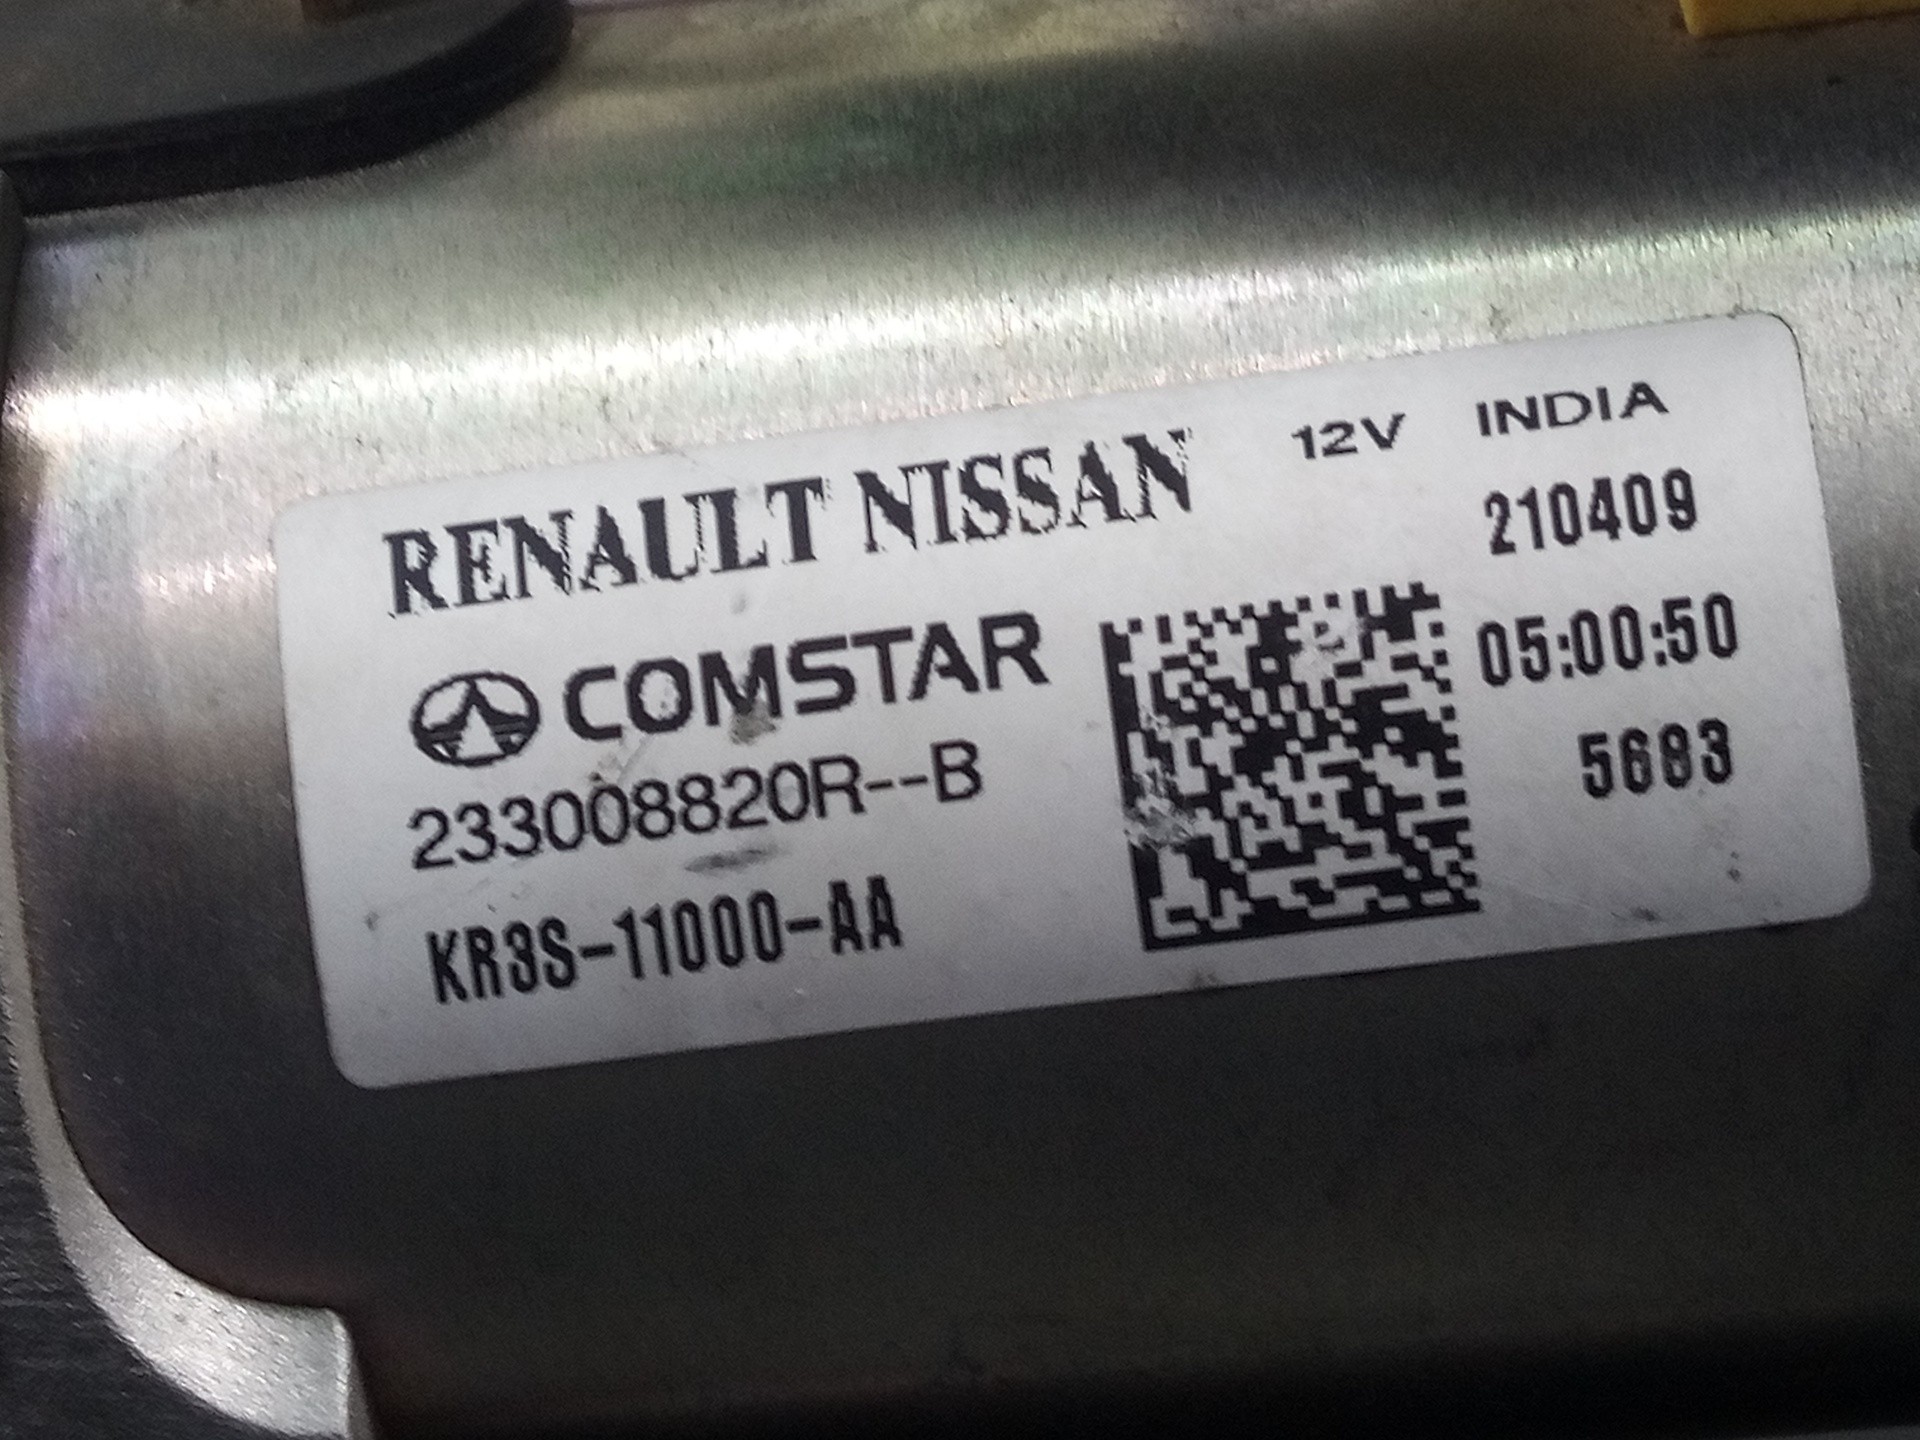 RENAULT NISSAN 12V INDIA
210409
COMSTAR 05:00:50
233008820R--B 5683
KR3S-11000-AA